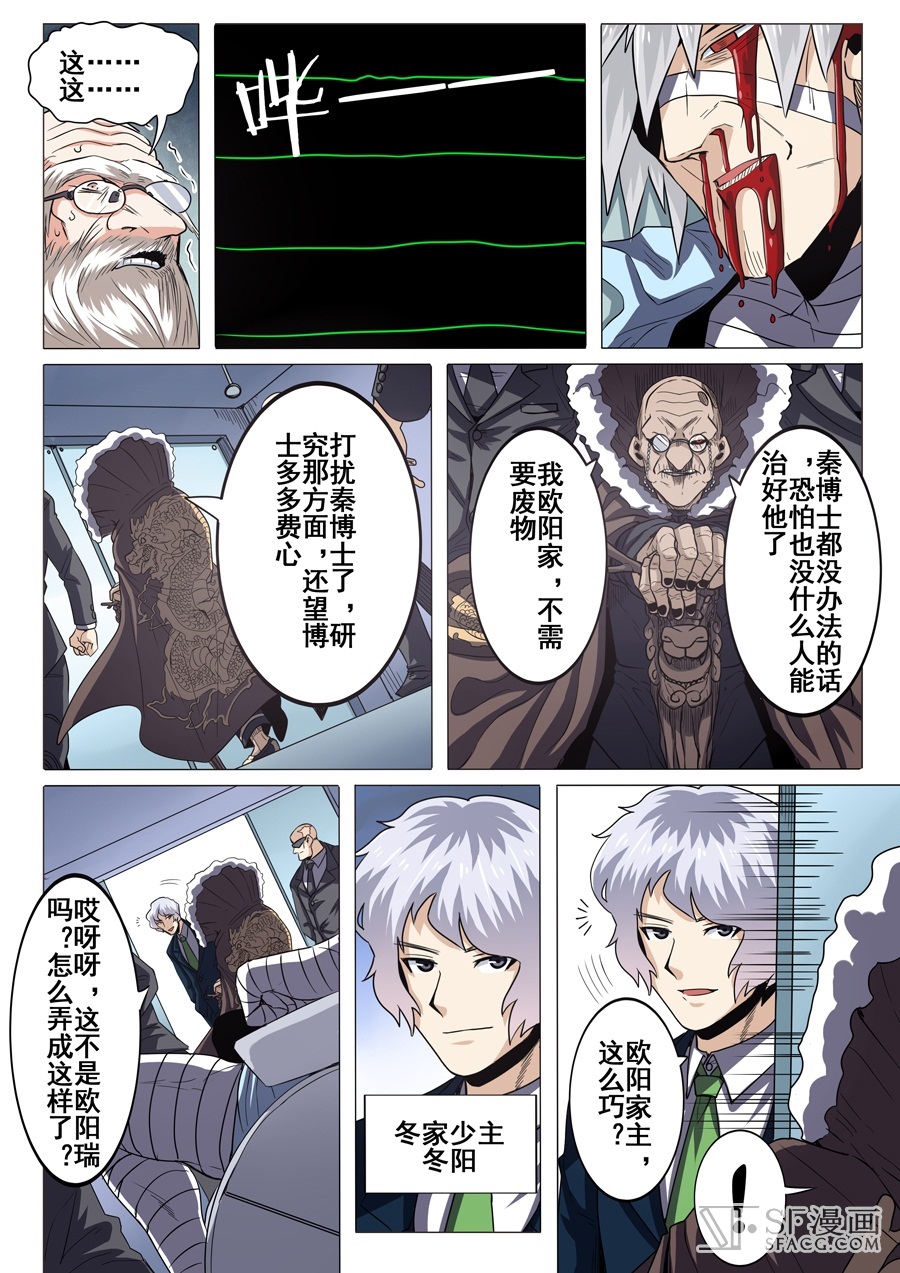 哔——
这……
这……
秦博士都没办法的话
，恐怕也没什么人能
治好他了
我欧阳家，不需
要废物
打扰秦博士了，研
究那方面，还望博
士多多费心
欧阳家主，
这么巧？
！
冬家少主
冬阳
哎呀呀，这不是欧阳瑞
吗？怎么弄成这样了？
SF漫画
SFACG.COM